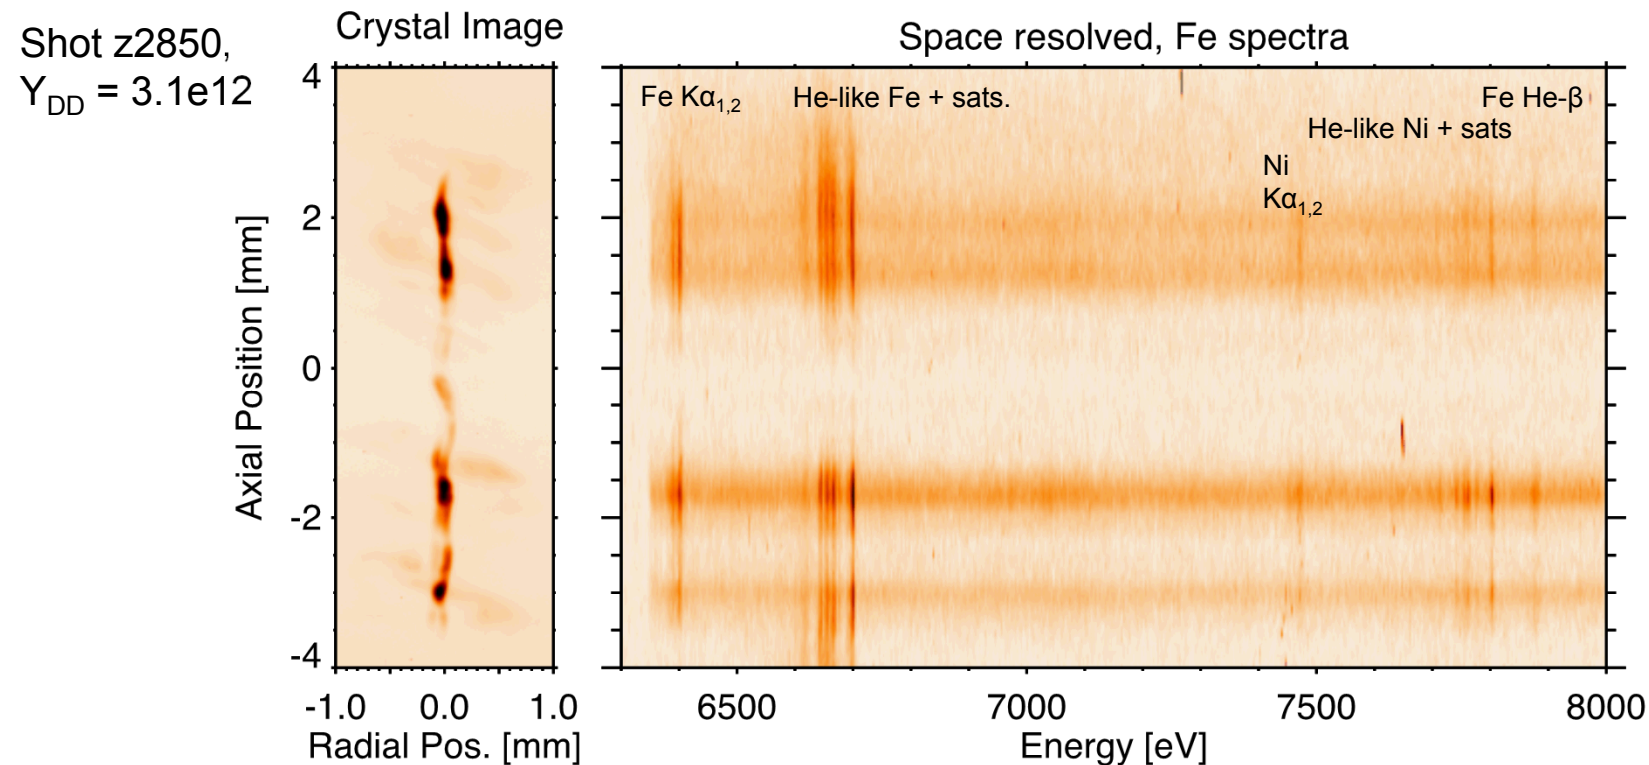 Shot z2850,
Y_DD = 3.1e12
Crystal Image
Space resolved, Fe spectra
Fe Kα1,2
He-like Fe + sats.
Fe He-β
He-like Ni + sats
Ni
Kα1,2
4
2
0
-2
-4
Axial Position [mm]
-1.0 0.0 1.0
Radial Pos. [mm]
6500 7000 7500 8000
Energy [eV]